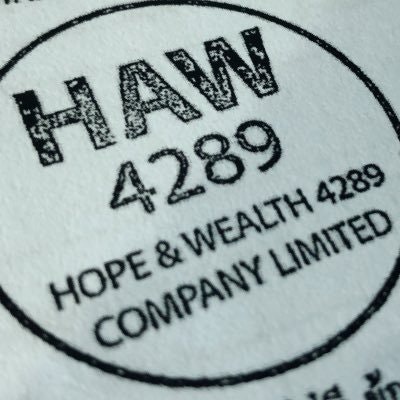 HAW
4289
HOPE & WEALTH 4289
COMPANY LIMITED